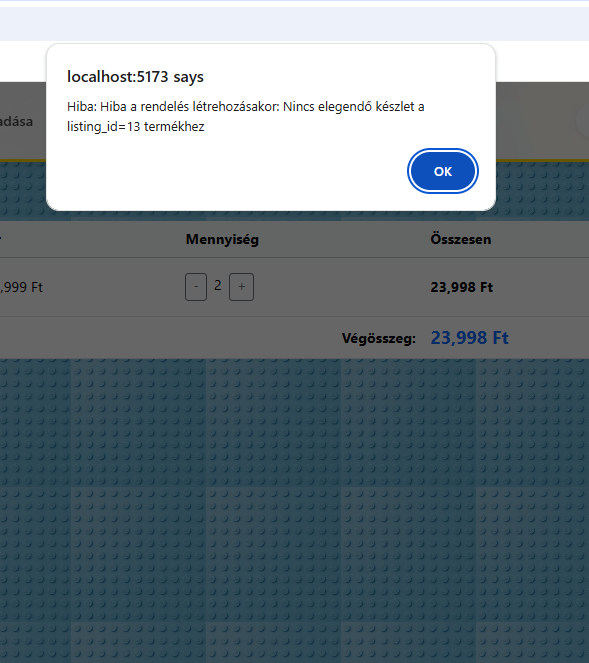 localhost:5173 says
Hiba: Hiba a rendelés létrehozásakor: Nincs elegendő készlet a
listing_id=13 termékhez
OK
adása
Mennyiség Összesen
,999 Ft - 2 + 23,998 Ft
Végösszeg: 23,998 Ft